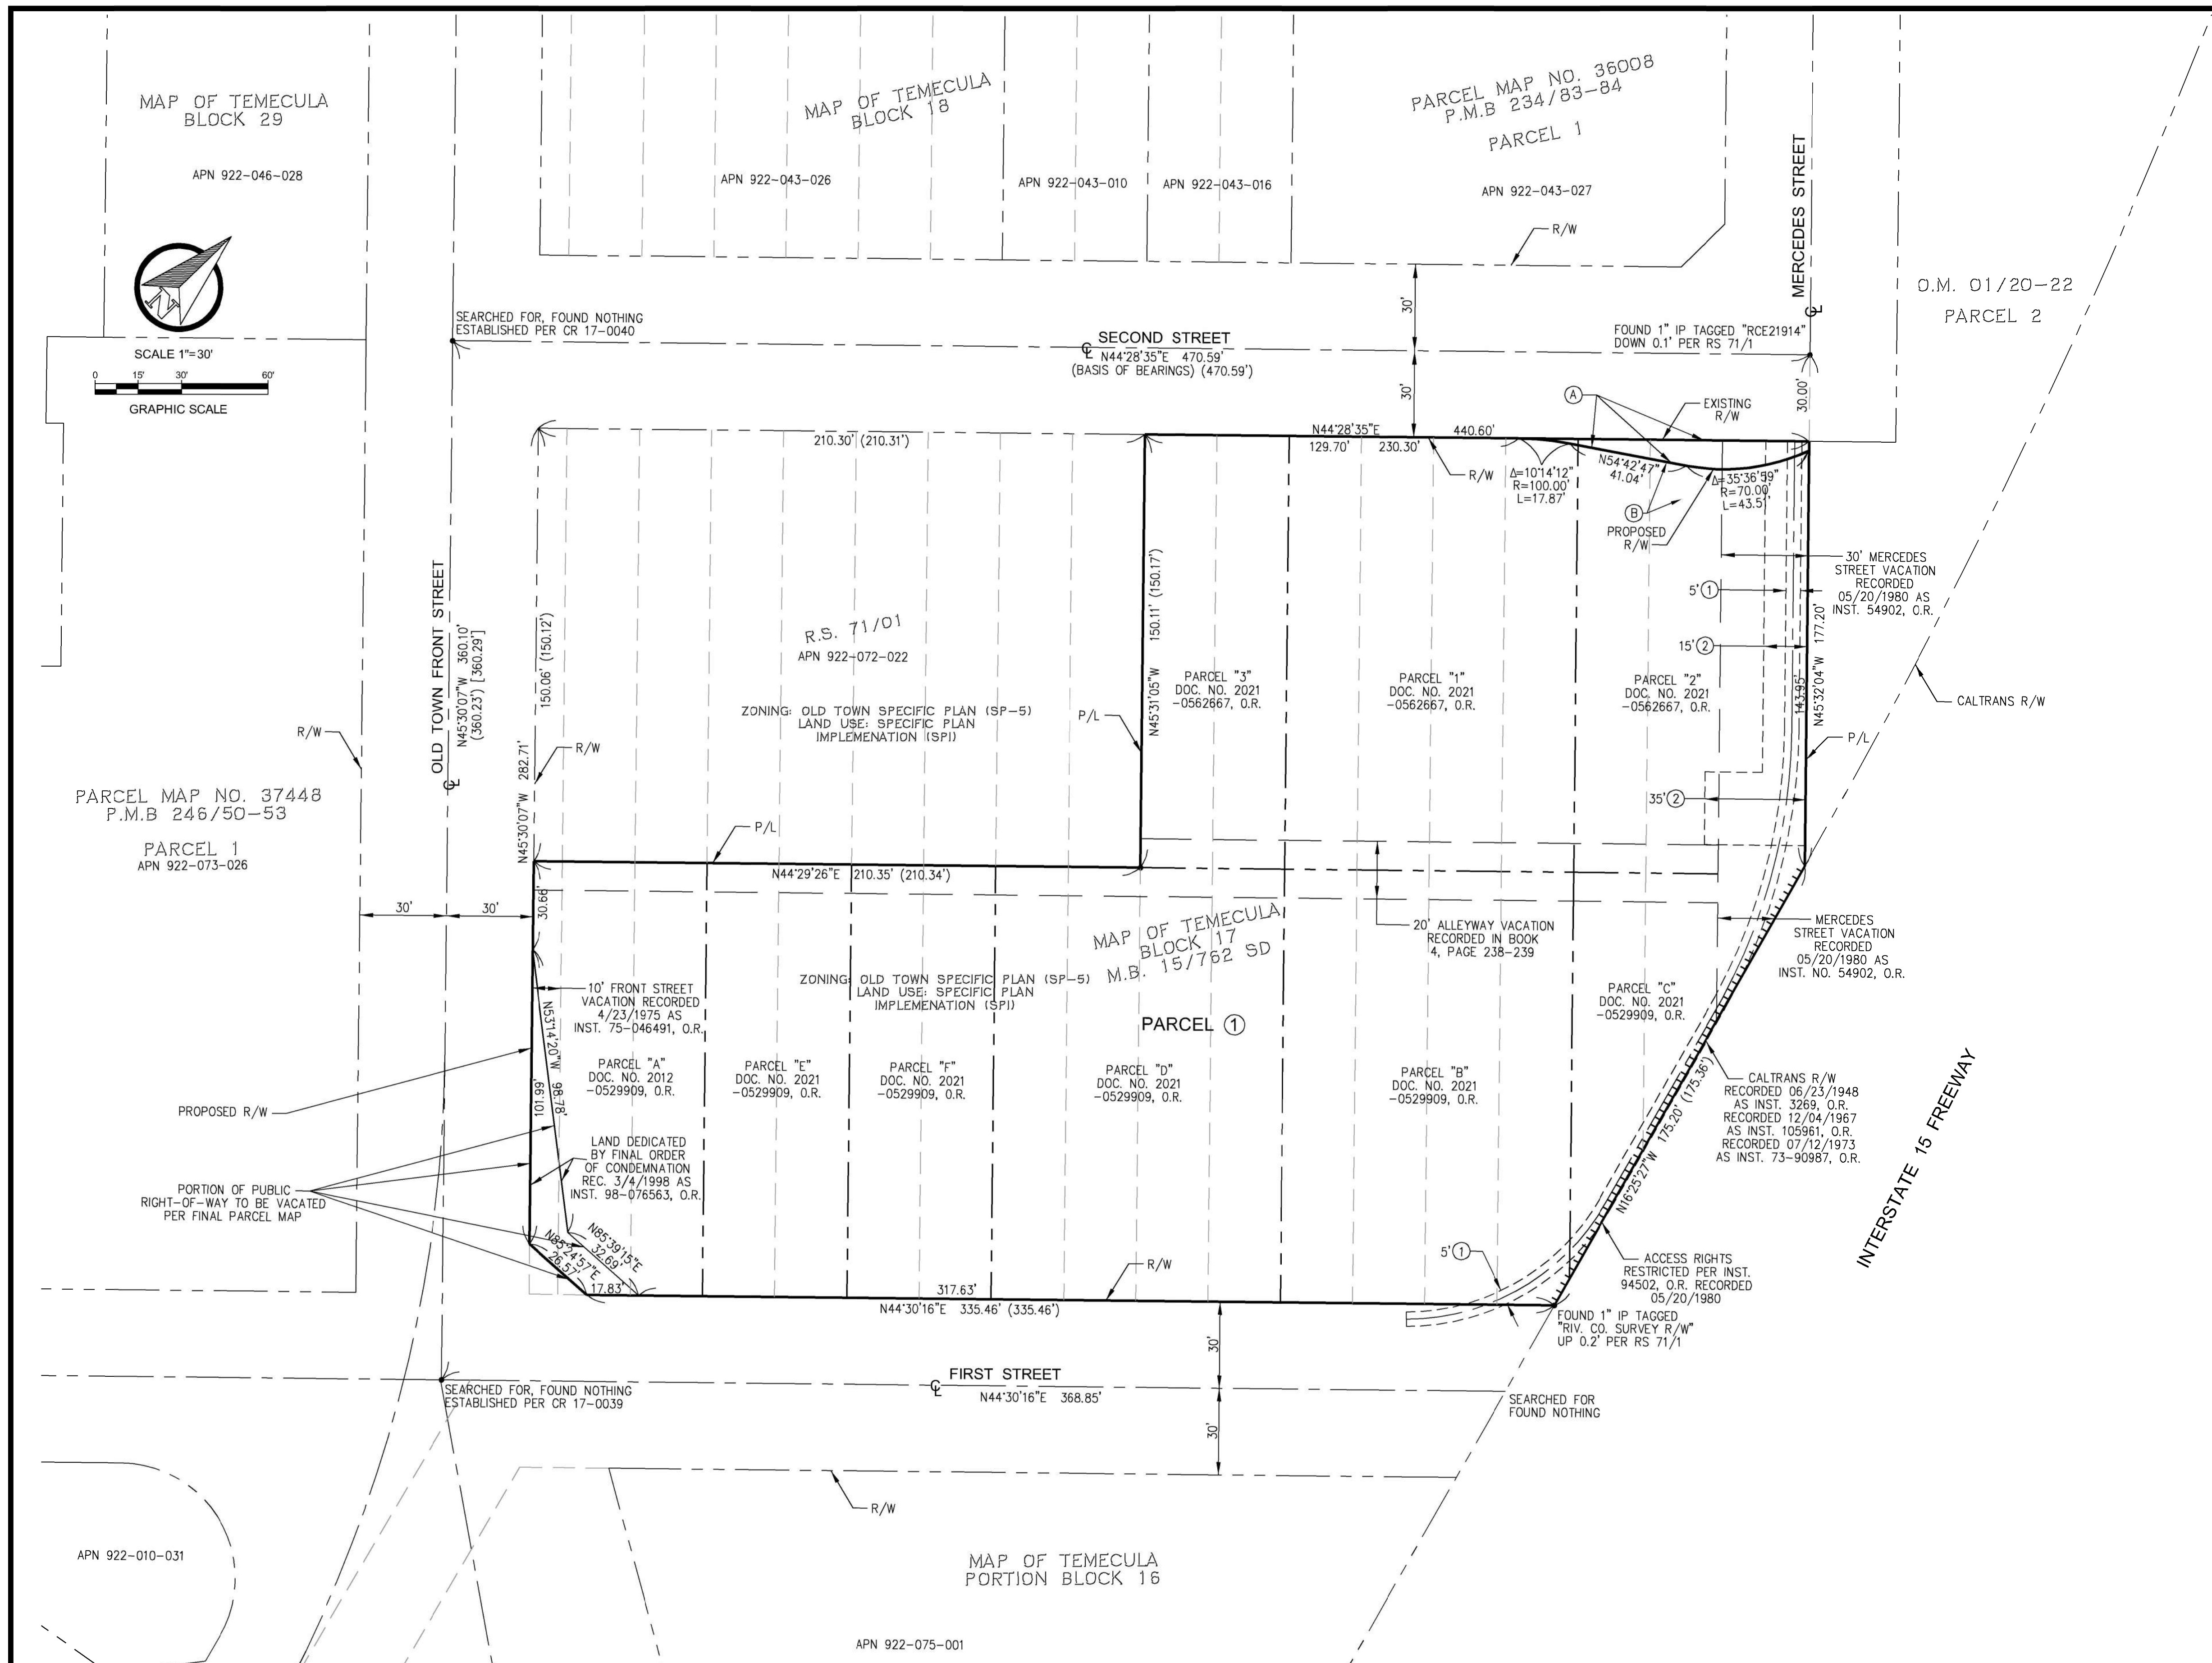 MAP OF TEMECULA
BLOCK 29
APN 922-046-028
MAP OF TEMECULA
BLOCK 18
APN 922-043-026
APN 922-043-010
APN 922-043-016
PARCEL MAP NO. 36008
P.M.B 234/83-84
PARCEL 1
APN 922-043-027
R/W
MERCEDES STREET
℄
O.M. 01/20-22
PARCEL 2
N
SCALE 1"=30'
0 15' 30' 60'
GRAPHIC SCALE
SEARCHED FOR, FOUND NOTHING
ESTABLISHED PER CR 17-0040
30'
SECOND STREET
℄ N44°28'35"E 470.59'
(BASIS OF BEARINGS) (470.59')
30'
FOUND 1" IP TAGGED "RCE21914"
DOWN 0.1' PER RS 71/1
30.00'
A
EXISTING
R/W
210.30' (210.31')
N44°28'35"E 440.60'
129.70' 230.30'
R/W
Δ=10°14'12"
R=100.00'
L=17.87'
N54°42'47"
41.04'
Δ=35°36'59"
R=70.00'
L=43.51'
B
PROPOSED
R/W
30' MERCEDES
STREET VACATION
RECORDED
05/20/1980 AS
INST. 54902, O.R.
5' 1
15' 2
143.95'
N45°32'04"W 177.20'
CALTRANS R/W
P/L
35' 2
OLD TOWN FRONT STREET
℄
N45°30'07"W 360.10'
(360.23') [360.29']
150.06' (150.12')
N45°30'07"W 282.71'
R/W
R/W
R.S. 71/01
APN 922-072-022
ZONING: OLD TOWN SPECIFIC PLAN (SP-5)
LAND USE: SPECIFIC PLAN
IMPLEMENATION (SPI)
P/L
N45°31'05"W 150.11' (150.17')
PARCEL "3"
DOC. NO. 2021
-0562667, O.R.
PARCEL "1"
DOC. NO. 2021
-0562667, O.R.
PARCEL "2"
DOC. NO. 2021
-0562667, O.R.
PARCEL MAP NO. 37448
P.M.B 246/50-53
PARCEL 1
APN 922-073-026
P/L
N44°29'26"E 210.35' (210.34')
30'
30'
30.66'
MAP OF TEMECULA
BLOCK 17
M.B. 15/762 SD
20' ALLEYWAY VACATION
RECORDED IN BOOK
4, PAGE 238-239
MERCEDES
STREET VACATION
RECORDED
05/20/1980 AS
INST. NO. 54902, O.R.
10' FRONT STREET
VACATION RECORDED
4/23/1975 AS
INST. 75-046491, O.R.
ZONING: OLD TOWN SPECIFIC PLAN (SP-5)
LAND USE: SPECIFIC PLAN
IMPLEMENATION (SPI)
PARCEL 1
PARCEL "C"
DOC. NO. 2021
-0529909, O.R.
N53°14'20"W 98.78'
101.99'
PARCEL "A"
DOC. NO. 2012
-0529909, O.R.
PARCEL "E"
DOC. NO. 2021
-0529909, O.R.
PARCEL "F"
DOC. NO. 2021
-0529909, O.R.
PARCEL "D"
DOC. NO. 2021
-0529909, O.R.
PARCEL "B"
DOC. NO. 2021
-0529909, O.R.
CALTRANS R/W
RECORDED 06/23/1948
AS INST. 3269, O.R.
RECORDED 12/04/1967
AS INST. 105961, O.R.
RECORDED 07/12/1973
AS INST. 73-90987, O.R.
INTERSTATE 15 FREEWAY
PROPOSED R/W
LAND DEDICATED
BY FINAL ORDER
OF CONDEMNATION
REC. 3/4/1998 AS
INST. 98-076563, O.R.
PORTION OF PUBLIC
RIGHT-OF-WAY TO BE VACATED
PER FINAL PARCEL MAP
N16°25'27"W 175.20' (175.36')
N85°39'15"E
32.69'
N85°24'57"E
26.57'
17.83'
5' 1
ACCESS RIGHTS
RESTRICTED PER INST.
94502, O.R. RECORDED
05/20/1980
R/W
317.63'
N44°30'16"E 335.46' (335.46')
FOUND 1" IP TAGGED
"RIV. CO. SURVEY R/W"
UP 0.2' PER RS 71/1
30'
FIRST STREET
℄ N44°30'16"E 368.85'
SEARCHED FOR, FOUND NOTHING
ESTABLISHED PER CR 17-0039
SEARCHED FOR
FOUND NOTHING
30'
R/W
APN 922-010-031
MAP OF TEMECULA
PORTION BLOCK 16
APN 922-075-001